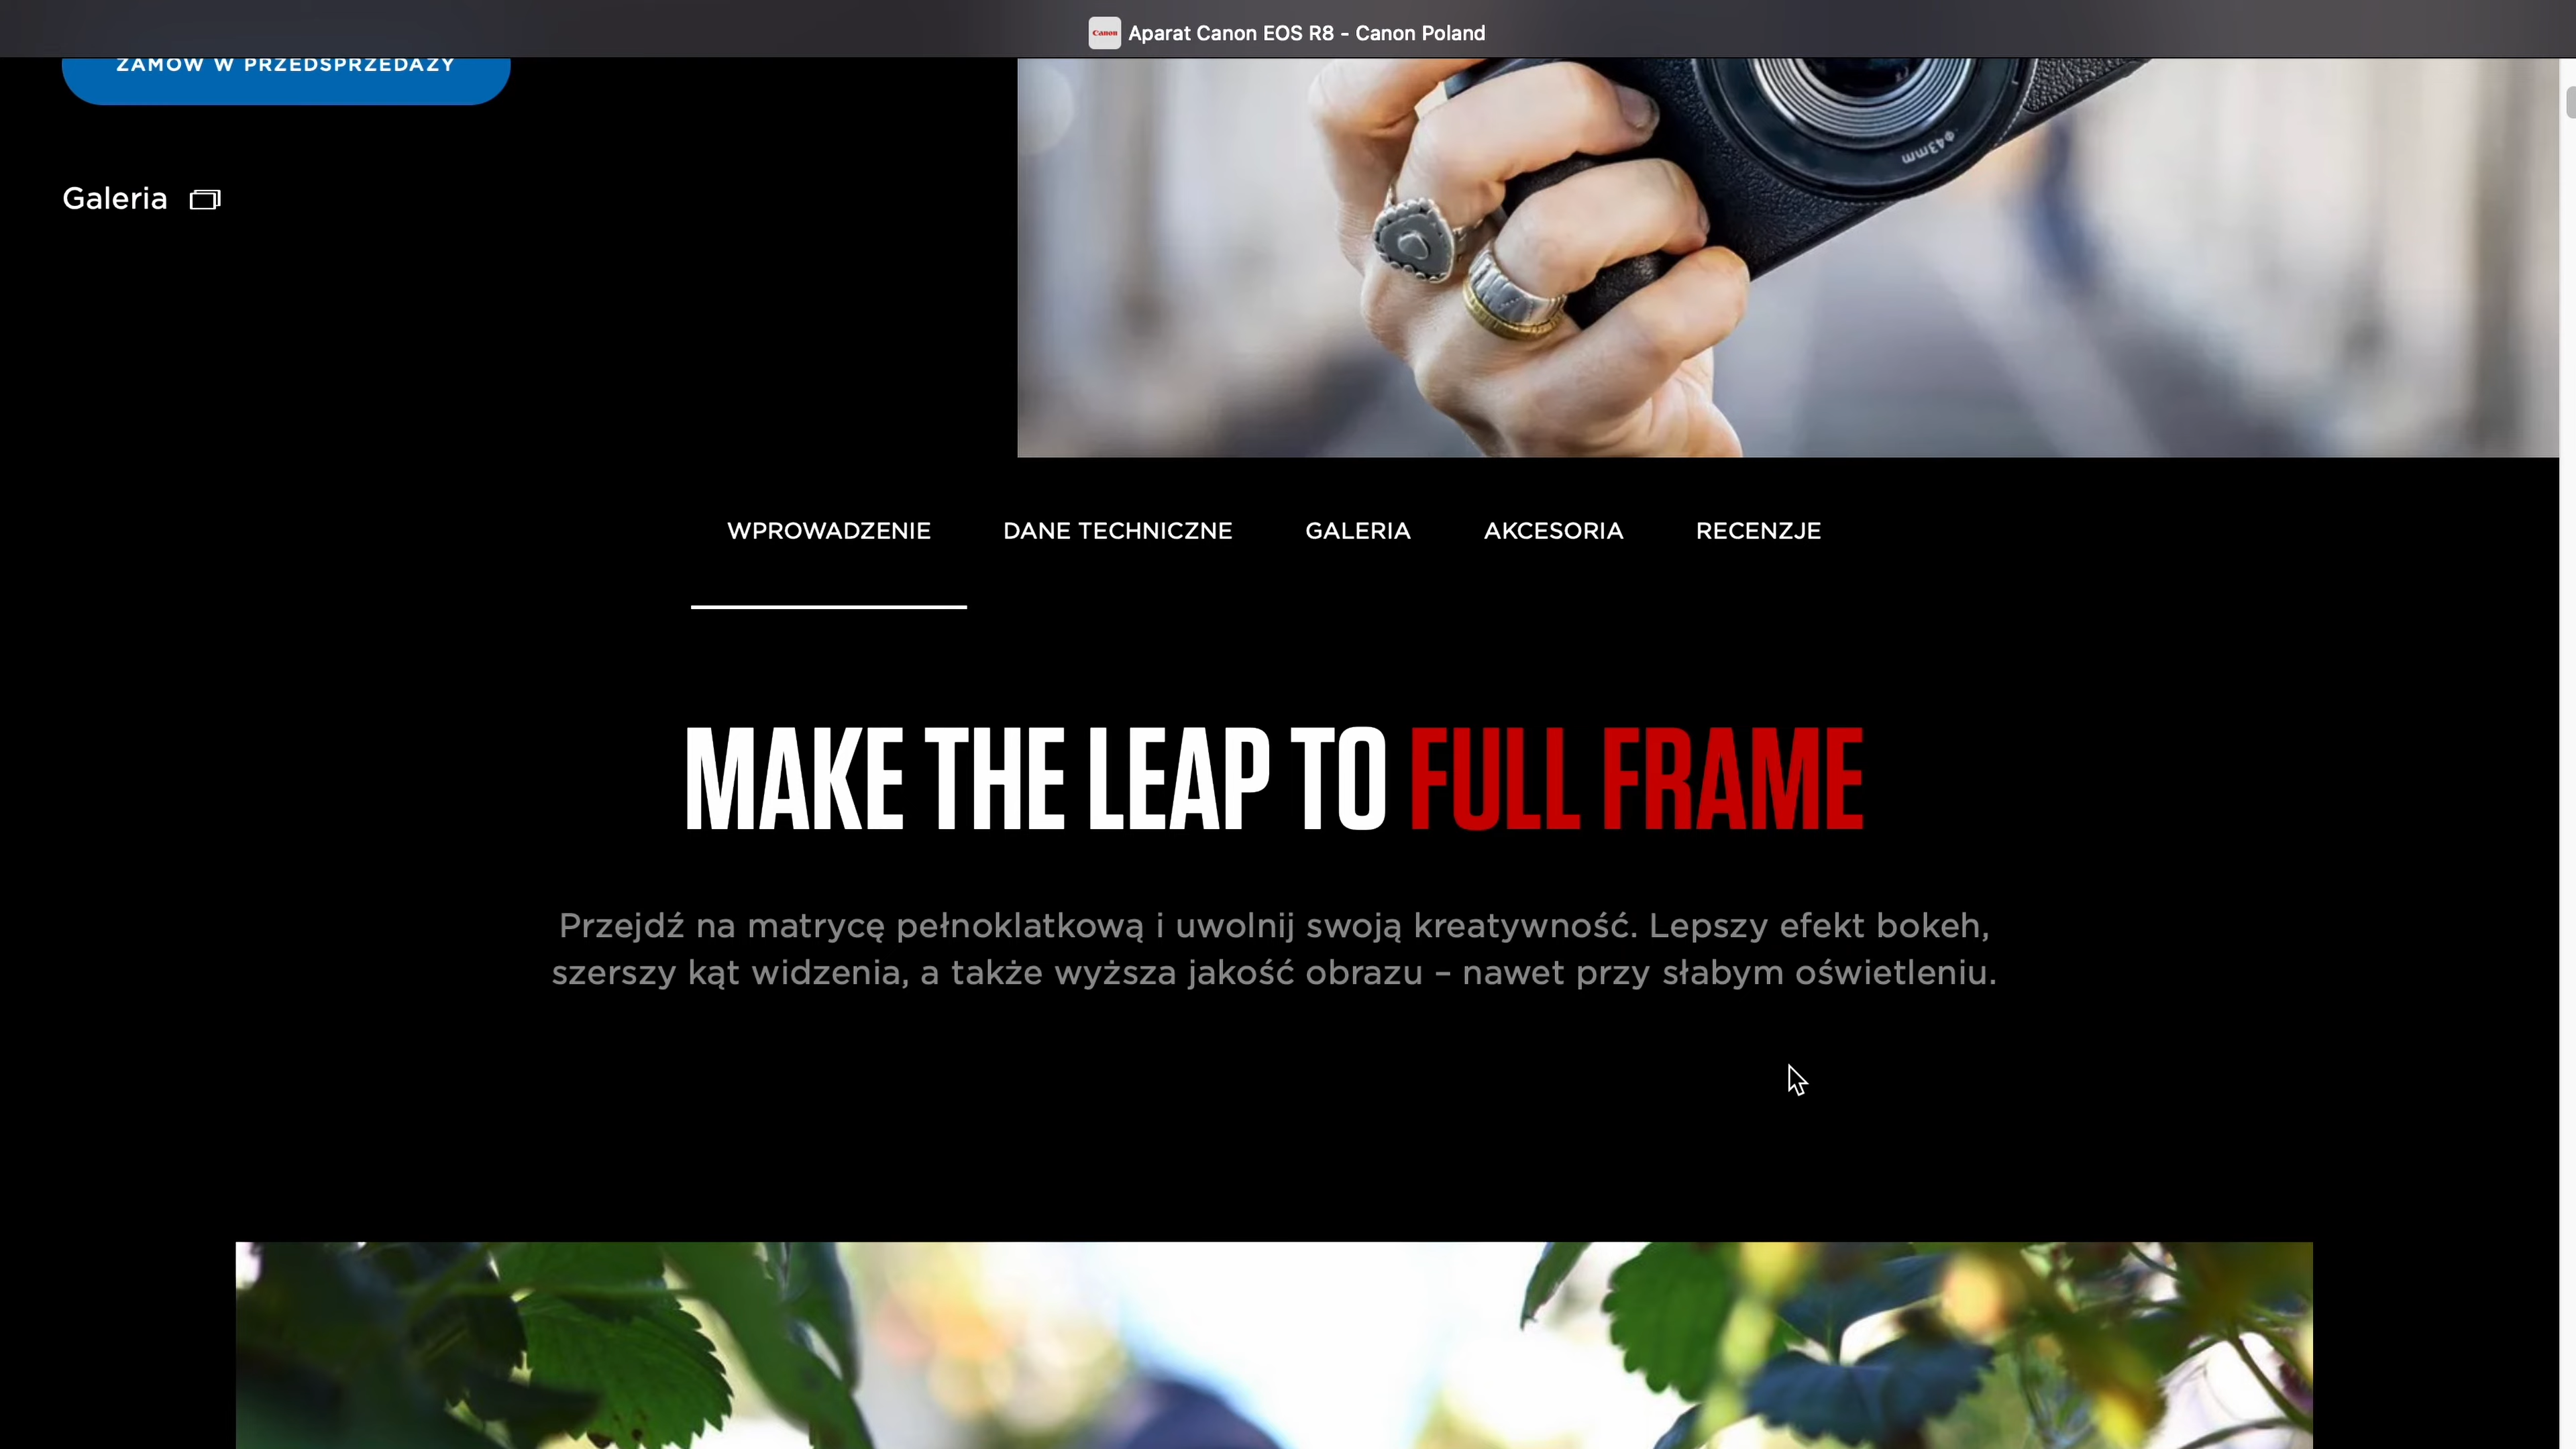 Canon Aparat Canon EOS R8 - Canon Poland
ZAMÓW W PRZEDSPRZEDAŻY
Galeria
Φ43mm
WPROWADZENIE DANE TECHNICZNE GALERIA AKCESORIA RECENZJE
MAKE THE LEAP TO FULL FRAME
Przejdź na matrycę pełnoklatkową i uwolnij swoją kreatywność. Lepszy efekt bokeh,
szerszy kąt widzenia, a także wyższa jakość obrazu – nawet przy słabym oświetleniu.